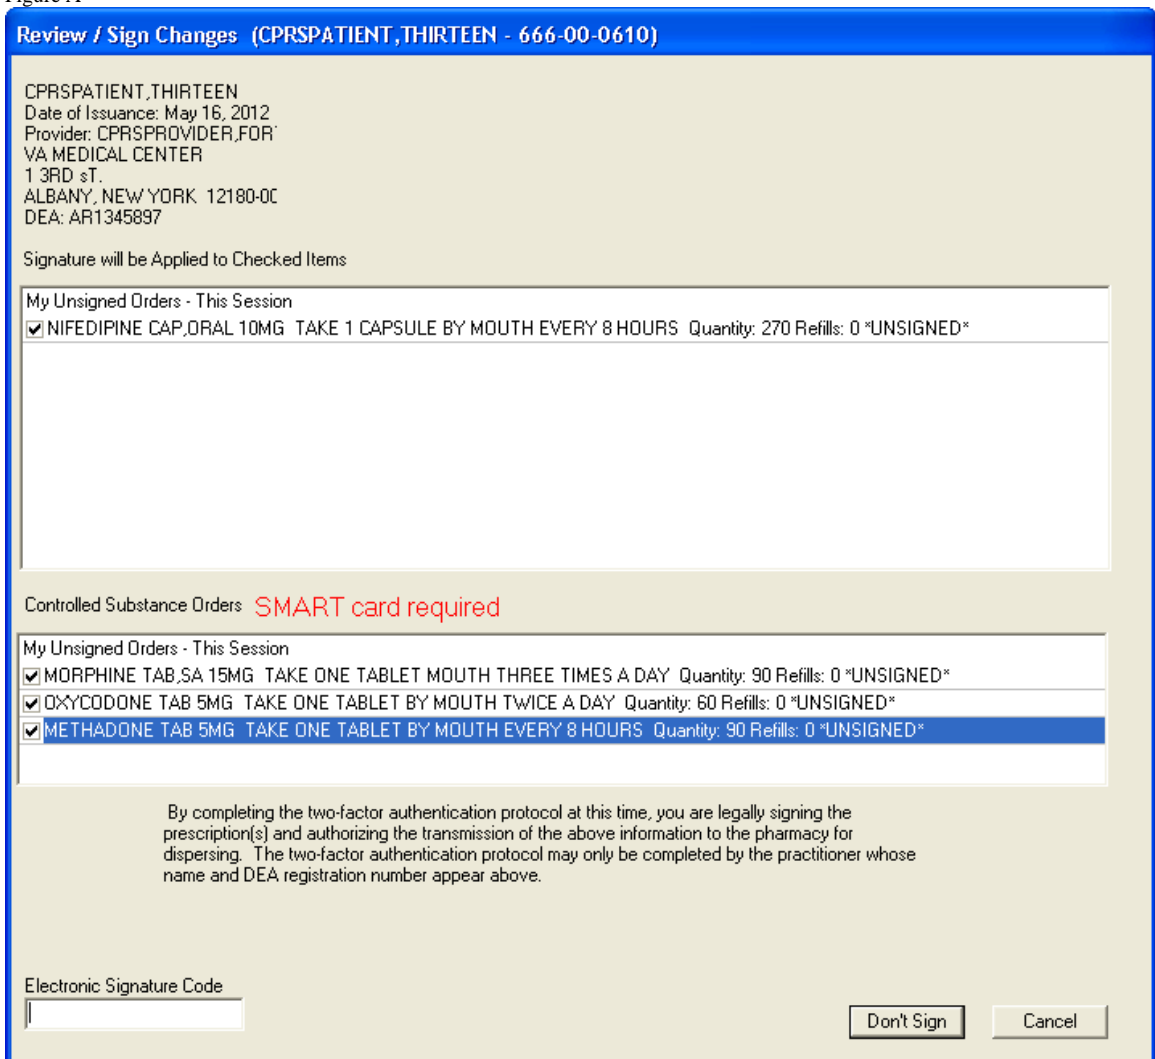 Review / Sign Changes (CPRSPATIENT,THIRTEEN - 666-00-0610)
CPRSPATIENT,THIRTEEN
Date of Issuance: May 16, 2012
Provider: CPRSPROVIDER,FOR
VA MEDICAL CENTER
1 3RD sT.
ALBANY, NEW YORK 12180-0
DEA: AR1345897
Signature will be Applied to Checked Items
My Unsigned Orders - This Session
NIFEDIPINE CAP,ORAL 10MG TAKE 1 CAPSULE BY MOUTH EVERY 8 HOURS Quantity: 270 Refills: 0 *UNSIGNED*
Controlled Substance Orders SMART card required
My Unsigned Orders - This Session
MORPHINE TAB,SA 15MG TAKE ONE TABLET MOUTH THREE TIMES A DAY Quantity: 90 Refills: 0 *UNSIGNED*
OXYCODONE TAB 5MG TAKE ONE TABLET BY MOUTH TWICE A DAY Quantity: 60 Refills: 0 *UNSIGNED*
METHADONE TAB 5MG TAKE ONE TABLET BY MOUTH EVERY 8 HOURS Quantity: 90 Refills: 0 *UNSIGNED*
By completing the two-factor authentication protocol at this time, you are legally signing the
prescription(s) and authorizing the transmission of the above information to the pharmacy for
dispersing. The two-factor authentication protocol may only be completed by the practitioner whose
name and DEA registration number appear above.
Electronic Signature Code
Don't Sign Cancel